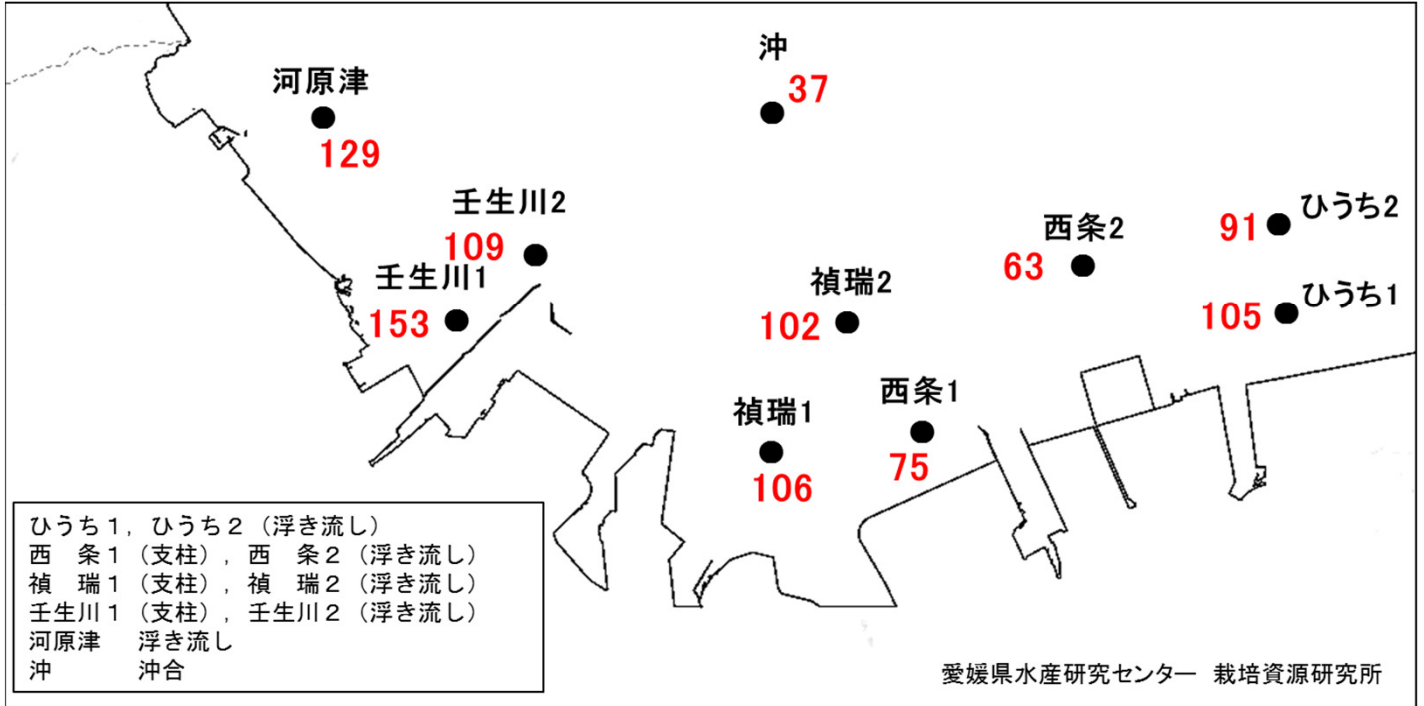 沖
37
河原津
129
壬生川2
109
壬生川1
153
ひうち2
91
西条2
63
ひうち1
105
禎瑞2
102
西条1
75
禎瑞1
106
ひうち１，ひうち２（浮き流し）
西　条１（支柱），西　条２（浮き流し）
禎　瑞１（支柱），禎　瑞２（浮き流し）
壬生川１（支柱），壬生川２（浮き流し）
河原津　　浮き流し
沖　　　　沖合
愛媛県水産研究センター　栽培資源研究所